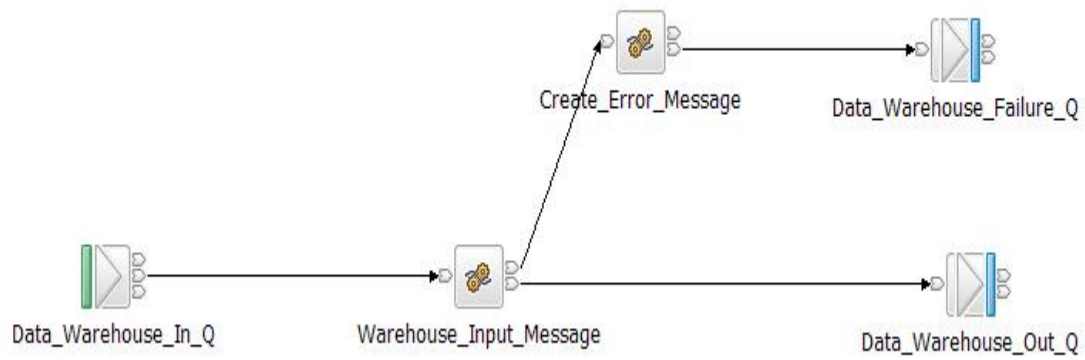 Create_Error_Message
Data_Warehouse_Failure_Q
Data_Warehouse_In_Q
Warehouse_Input_Message
Data_Warehouse_Out_Q